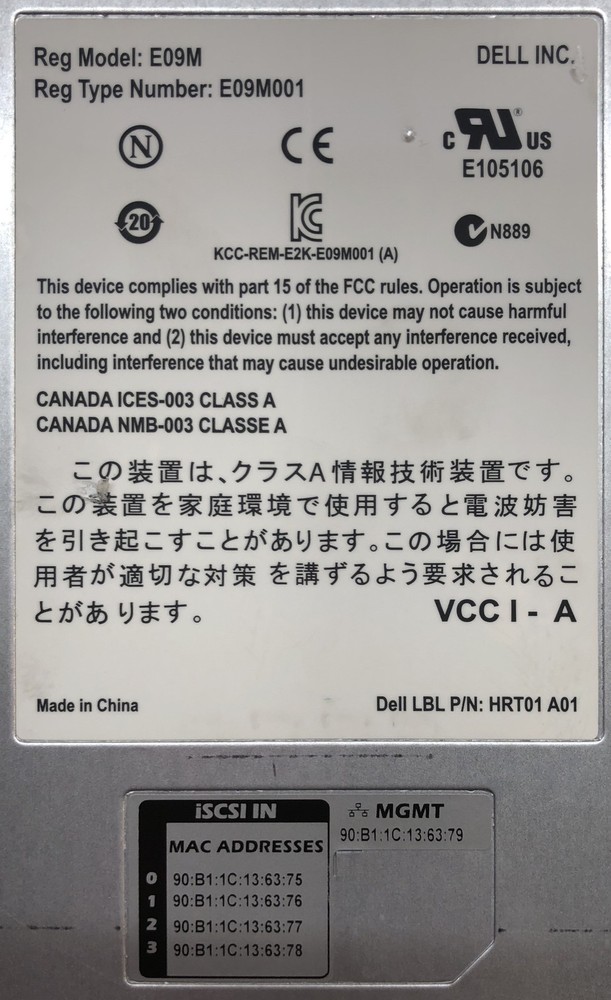 Reg Model: E09M
DELL INC.
Reg Type Number: E09M001
N
CE
c RU US
®
E105106
20
KC
N889
KCC-REM-E2K-E09M001 (A)
This device complies with part 15 of the FCC rules. Operation is subject
to the following two conditions: (1) this device may not cause harmful
interference and (2) this device must accept any interference received,
including interference that may cause undesirable operation.
CANADA ICES-003 CLASS A
CANADA NMB-003 CLASSE A
この装置は、クラスA情報技術装置です。
この装置を家庭環境で使用すると電波妨害
を引き起こすことがあります。この場合には使
用者が適切な対策 を講ずるよう要求されるこ
とがあります。
VCC I - A
Made in China
Dell LBL P/N: HRT01 A01
iSCSI IN
MGMT
90:B1:1C:13:63:79
MAC ADDRESSES
0 90:B1:1C:13:63:75
1 90:B1:1C:13:63:76
2 90:B1:1C:13:63:77
3 90:B1:1C:13:63:78